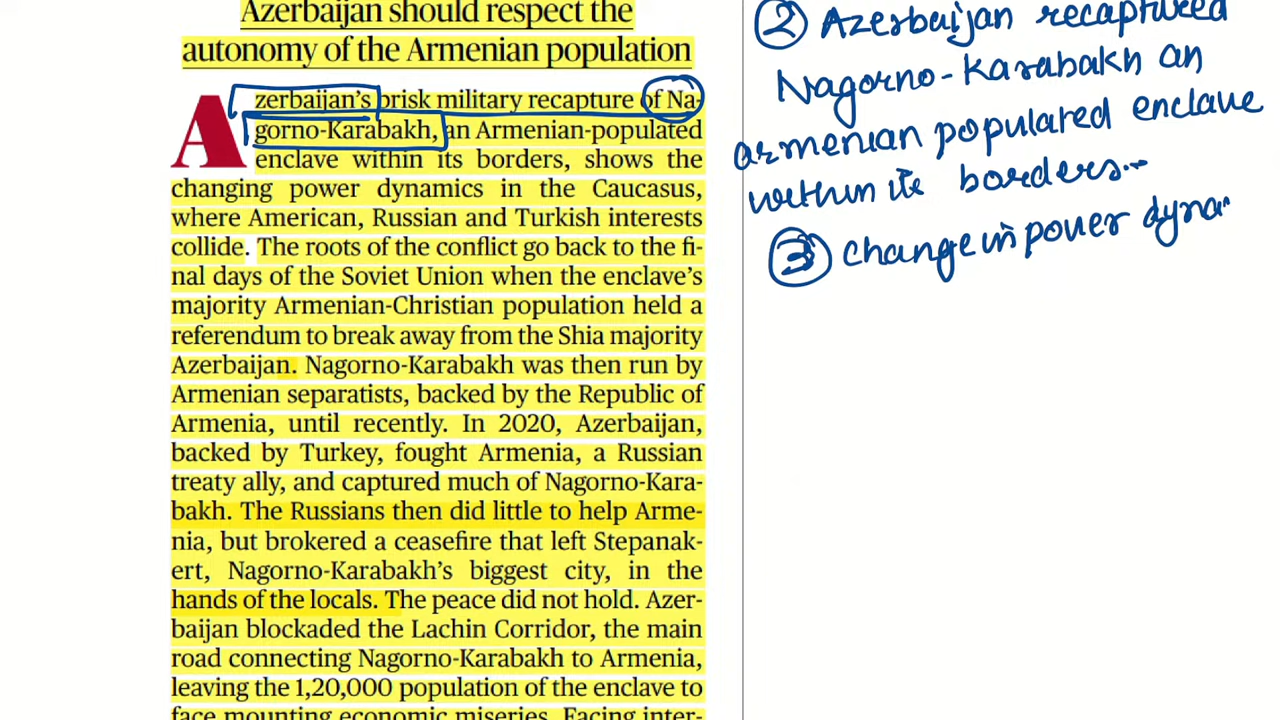 Azerbaijan should respect the
autonomy of the Armenian population
Azerbaijan's brisk military recapture of Na-
gorno-Karabakh, an Armenian-populated
enclave within its borders, shows the
changing power dynamics in the Caucasus,
where American, Russian and Turkish interests
collide. The roots of the conflict go back to the fi-
nal days of the Soviet Union when the enclave's
majority Armenian-Christian population held a
referendum to break away from the Shia majority
Azerbaijan. Nagorno-Karabakh was then run by
Armenian separatists, backed by the Republic of
Armenia, until recently. In 2020, Azerbaijan,
backed by Turkey, fought Armenia, a Russian
treaty ally, and captured much of Nagorno-Kara-
bakh. The Russians then did little to help Arme-
nia, but brokered a ceasefire that left Stepanak-
ert, Nagorno-Karabakh's biggest city, in the
hands of the locals. The peace did not hold. Azer-
baijan blockaded the Lachin Corridor, the main
road connecting Nagorno-Karabakh to Armenia,
leaving the 1,20,000 population of the enclave to
face mounting economic miseries. Facing inter-
② Azerbaijan recaptured
Nagorno-Karabakh an
armenian populated enclave
within its borders..
③ change in power dyna